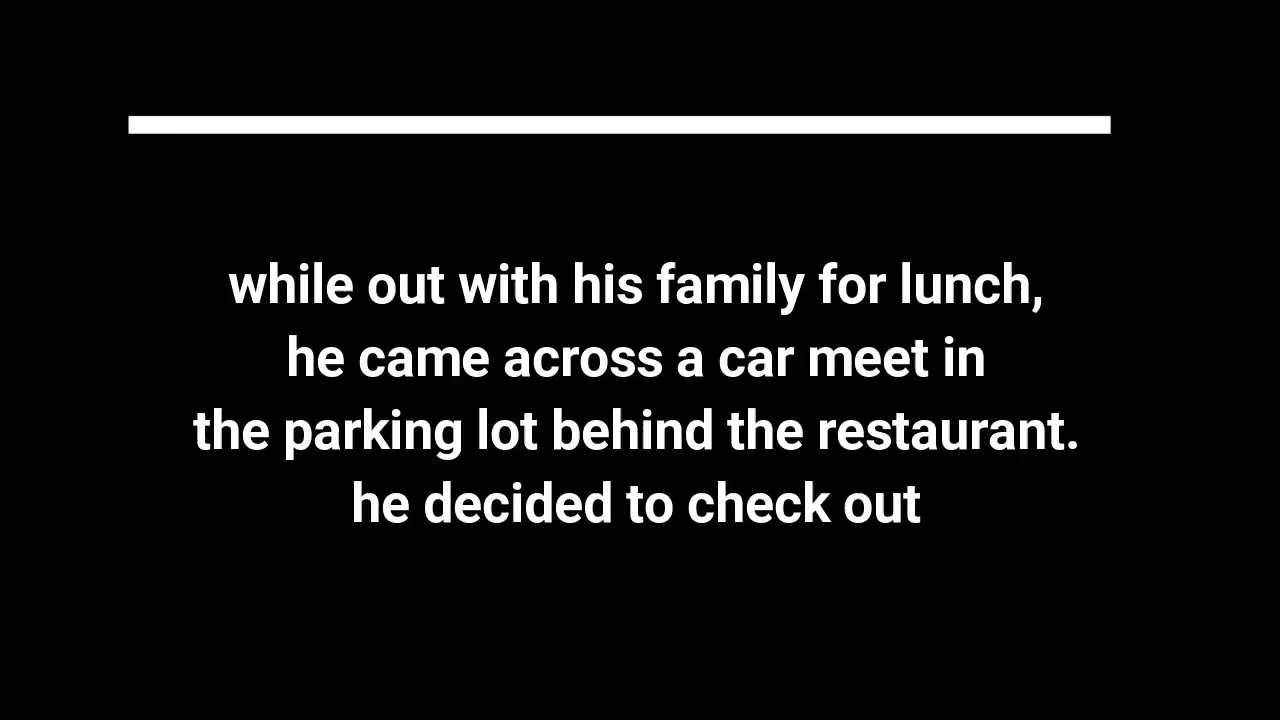 while out with his family for lunch,
he came across a car meet in
the parking lot behind the restaurant.
he decided to check out